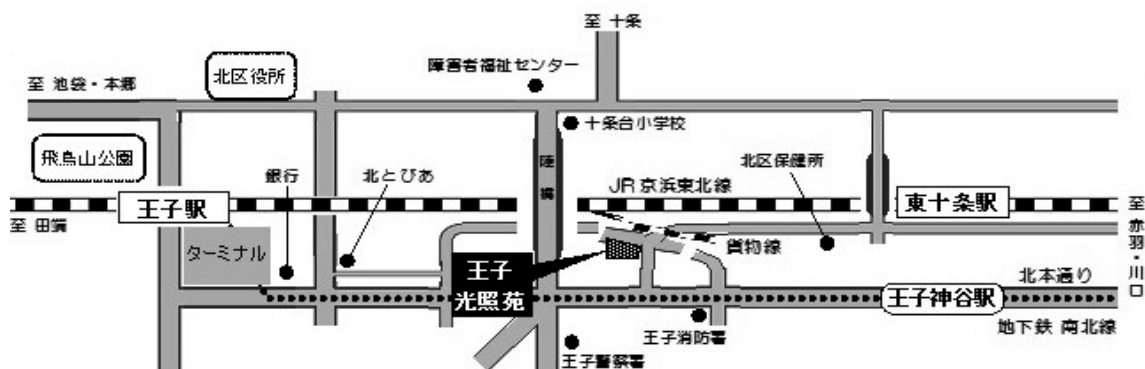 至 十条
北区役所
障害者福祉センター
至 池袋・本郷
十条台小学校
飛鳥山公園
陸橋
銀行
北とぴあ
北区保健所
JR京浜東北線
王子駅
東十条駅
至 田端
至 赤羽・川口
ターミナル
貨物線
王子
光照苑
北本通り
王子神谷駅
王子消防署
地下鉄 南北線
王子警察署